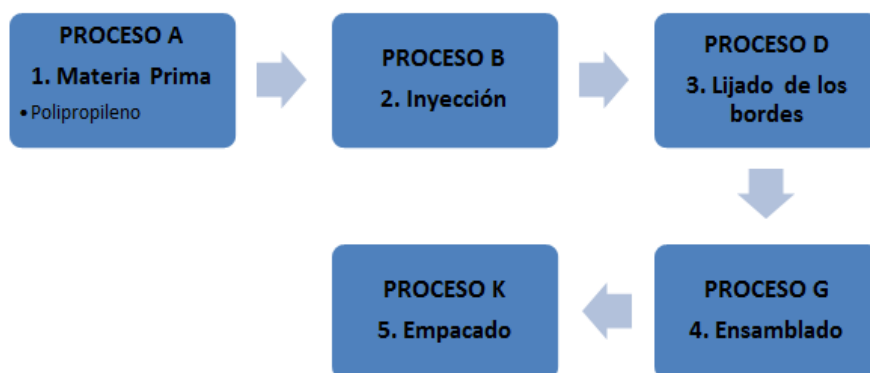 PROCESO A
1. Materia Prima
• Polipropileno
PROCESO B
2. Inyección
PROCESO D
3. Lijado de los
bordes
PROCESO G
4. Ensamblado
PROCESO K
5. Empacado